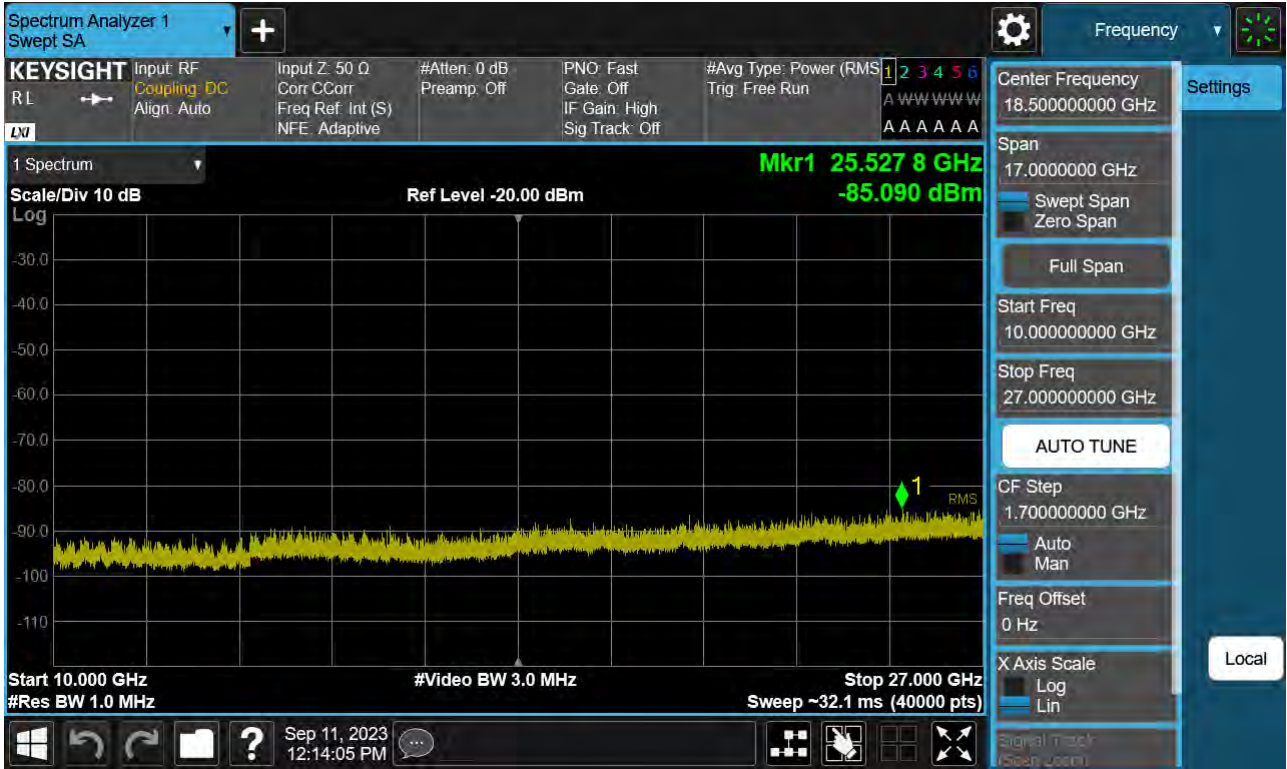 Spectrum Analyzer 1
Swept SA
+
Frequency
KEYSIGHT
RL
LXI
Input: RF
Coupling: DC
Align: Auto
Input Z: 50 Ω
Corr CCorr
Freq Ref: Int (S)
NFE: Adaptive
#Atten: 0 dB
Preamp: Off
PNO: Fast
Gate: Off
IF Gain: High
Sig Track: Off
#Avg Type: Power (RMS
Trig: Free Run
1 2 3 4 5 6
A W W W W W
A A A A A A
1 Spectrum
Mkr1 25.527 8 GHz
Scale/Div 10 dB
Ref Level -20.00 dBm
-85.090 dBm
Log
-30.0
-40.0
-50.0
-60.0
-70.0
-80.0
-90.0
-100
-110
1
RMS
Start 10.000 GHz
#Video BW 3.0 MHz
Stop 27.000 GHz
#Res BW 1.0 MHz
Sweep ~32.1 ms (40000 pts)
Center Frequency
18.500000000 GHz
Settings
Span
17.0000000 GHz
Swept Span
Zero Span
Full Span
Start Freq
10.000000000 GHz
Stop Freq
27.000000000 GHz
AUTO TUNE
CF Step
1.700000000 GHz
Auto
Man
Freq Offset
0 Hz
X Axis Scale
Log
Lin
Local
Signal Track
(Span Zoom)
?
Sep 11, 2023
12:14:05 PM